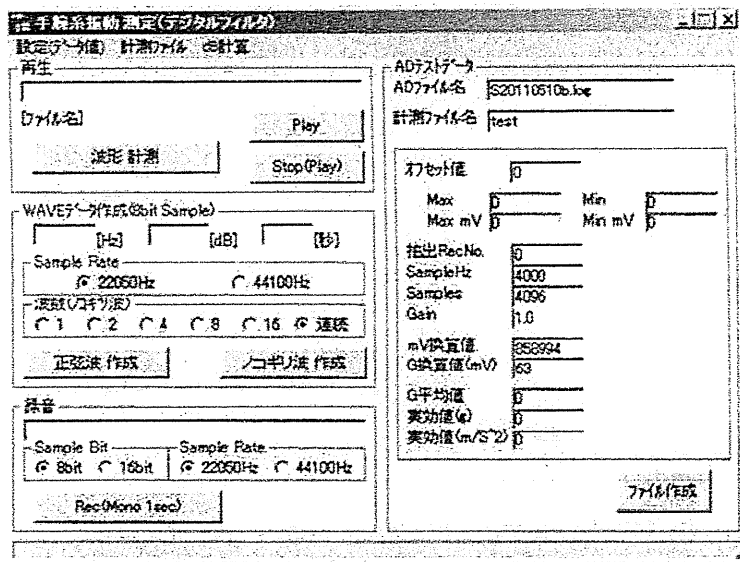 手腕系振動測定(デジタルフィルタ)
設定(データ値) 計測ファイル dB計算
再生
[ファイル名]
Play
波形 計測
Stop(Play)
WAVEデータ作成(8bit Sample)
[Hz] [dB] [秒]
Sample Rate
22050Hz 44100Hz
波数(ノコギリ波)
1 2 4 8 16 連続
正弦波 作成 ノコギリ波 作成
録音
Sample Bit
8bit 16bit
Sample Rate
22050Hz 44100Hz
Rec(Mono 1sec)
ADテストデータ
ADファイル名 S20110510b.log
計測ファイル名 test
オフセット値 0
Max 0 Min 0
Max mV 0 Min mV 0
抽出RecNo. 0
SampleHz 4000
Samples 4096
Gain 1.0
mV換算値 858994
G換算値(mV) 63
G平均値 0
実効値(g) 0
実効値(m/S^2) 0
ファイル作成